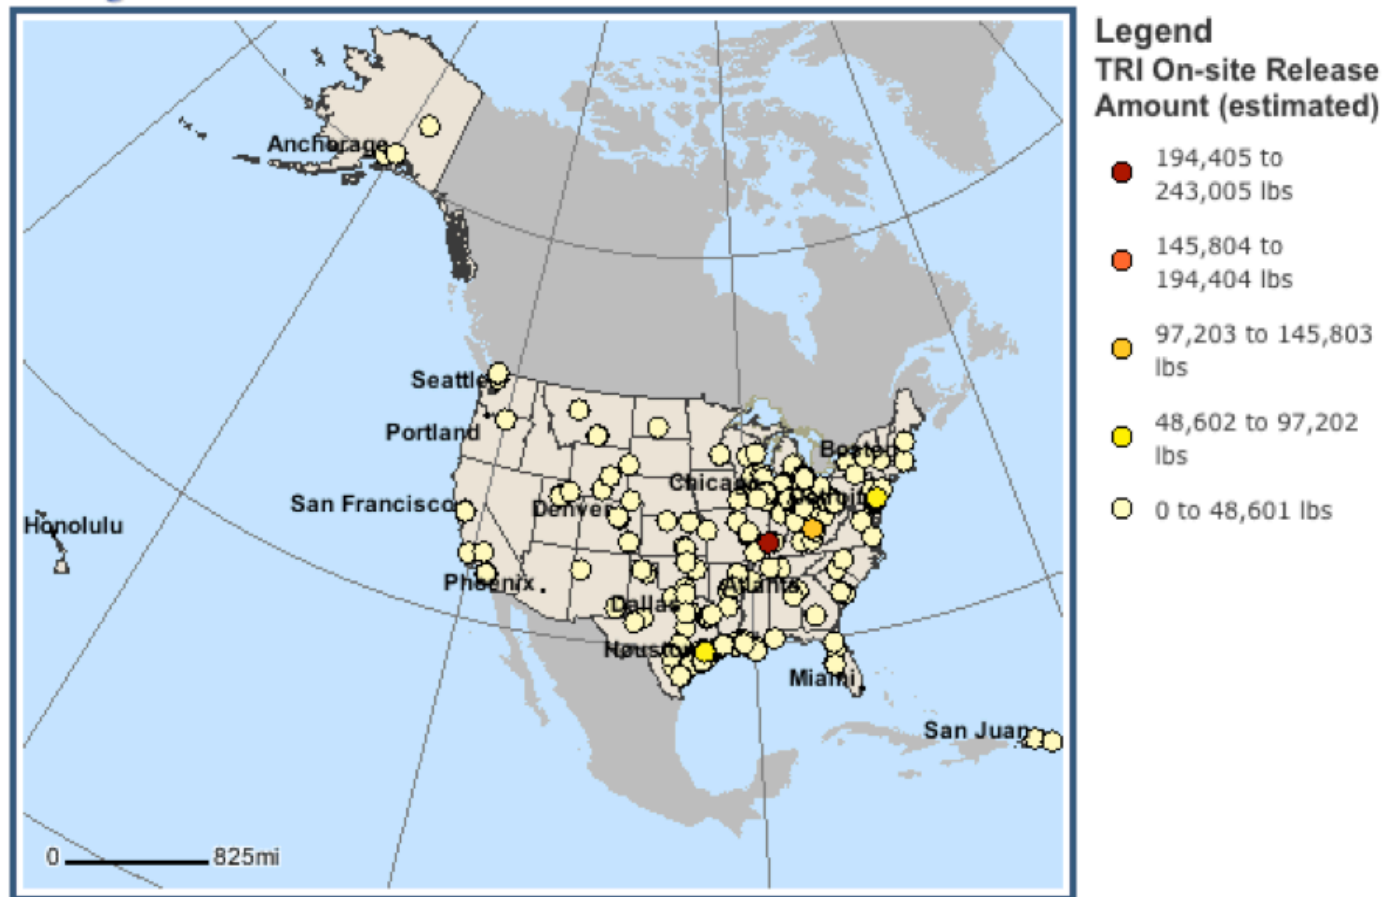 Legend
TRI On-site Release
Amount (estimated)
194,405 to
243,005 lbs
145,804 to
194,404 lbs
97,203 to 145,803
lbs
48,602 to 97,202
lbs
0 to 48,601 lbs
Anchorage
Seattle
Portland
Boston
Chicago
Detroit
San Francisco
Denver
Honolulu
Phoenix
Atlanta
Dallas
Houston
Miami
San Juan
0 825mi